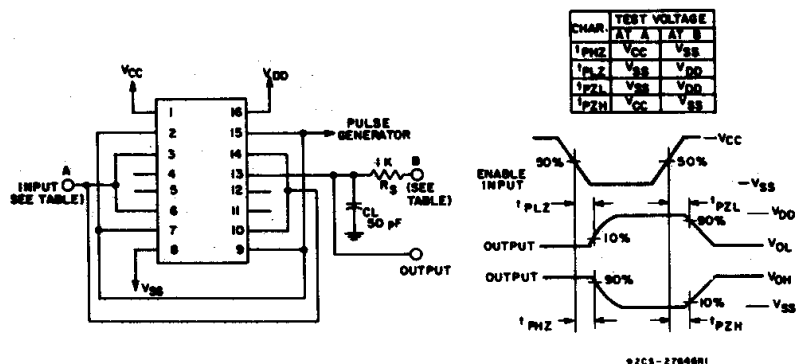 CHAR. TEST VOLTAGE
AT A AT B
tPHZ VCC VSS
tPLZ VSS VDD
tPZL VSS VDD
tPZH VCC VSS
VCC
VDD
1 16
2 15
PULSE GENERATOR
3 14
4 13
5 12
6 11
7 10
8 9
A
INPUT
(SEE TABLE)
1K
RS
B
(SEE TABLE)
CL
50 pF
OUTPUT
VSS
ENABLE INPUT
90%
50%
VCC
VSS
tPLZ
tPZL
VDD
90%
10%
OUTPUT
VOL
OUTPUT
90%
VOH
10%
VSS
tPHZ
tPZH
92CS-27646RI